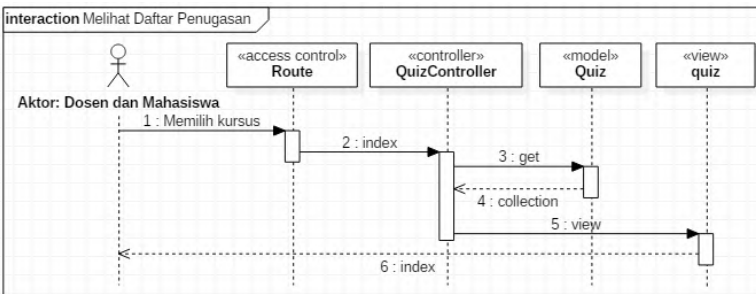 interaction Melihat Daftar Penugasan
«access control»
Route
«controller»
QuizController
«model»
Quiz
«view»
quiz
Aktor: Dosen dan Mahasiswa
1 : Memilih kursus
2 : index
3 : get
4 : collection
5 : view
6 : index